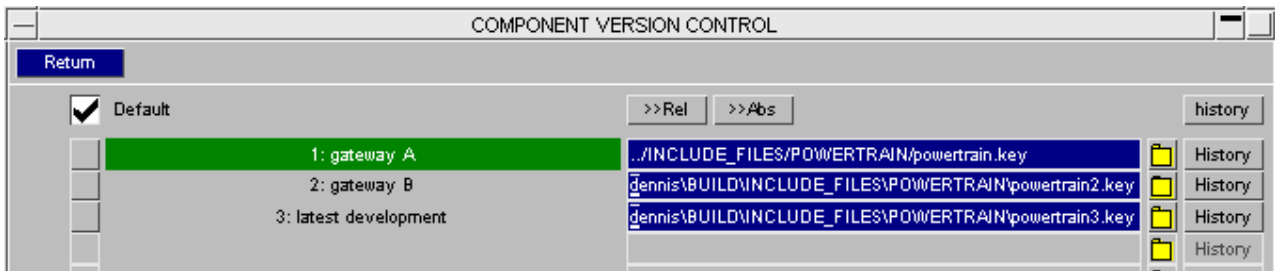 COMPONENT VERSION CONTROL
Return
Default >>Rel >>Abs history
1: gateway A ../INCLUDE_FILES/POWERTRAIN/powertrain.key History
2: gateway B dennis\BUILD\INCLUDE_FILES\POWERTRAIN\powertrain2.key History
3: latest development dennis\BUILD\INCLUDE_FILES\POWERTRAIN\powertrain3.key History
History